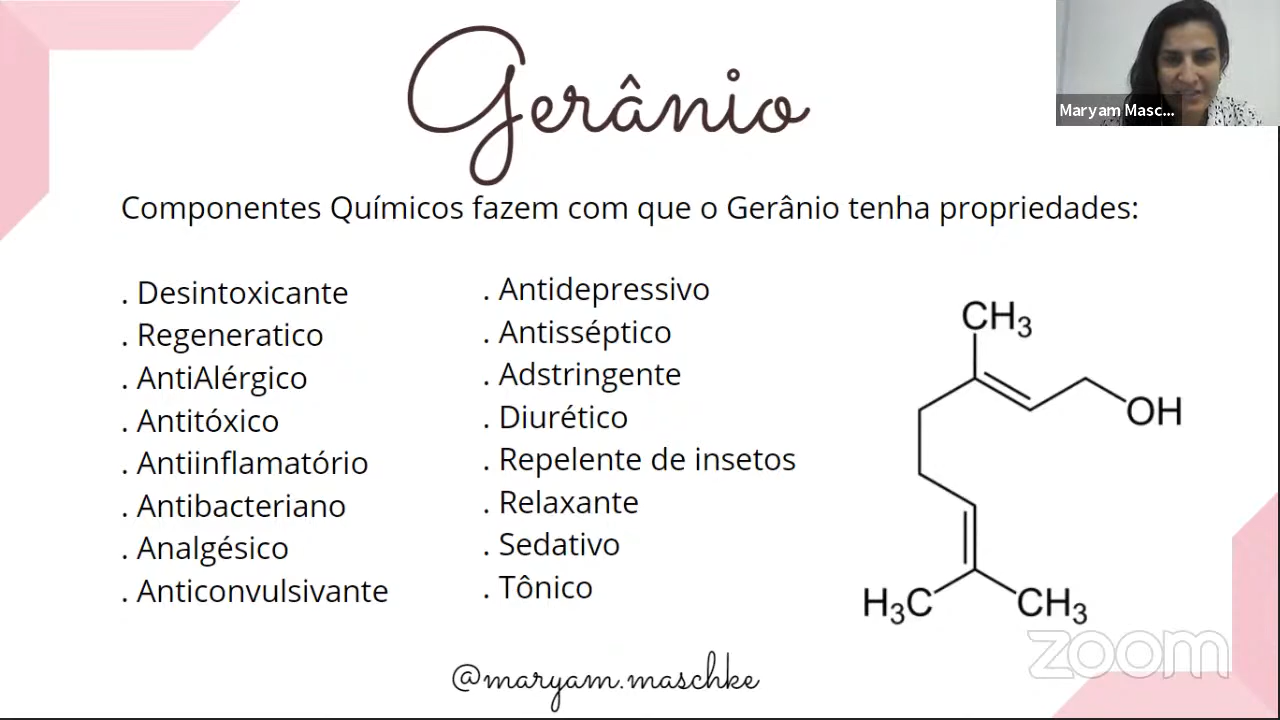 Gerânio
Maryam Masc...
Componentes Químicos fazem com que o Gerânio tenha propriedades:
. Desintoxicante
. Regeneratico
. AntiAlérgico
. Antitóxico
. Antiinflamatório
. Antibacteriano
. Analgésico
. Anticonvulsivante
. Antidepressivo
. Antisséptico
. Adstringente
. Diurético
. Repelente de insetos
. Relaxante
. Sedativo
. Tônico
CH₃
OH
H₃C
CH₃
zoom
@maryam.maschke